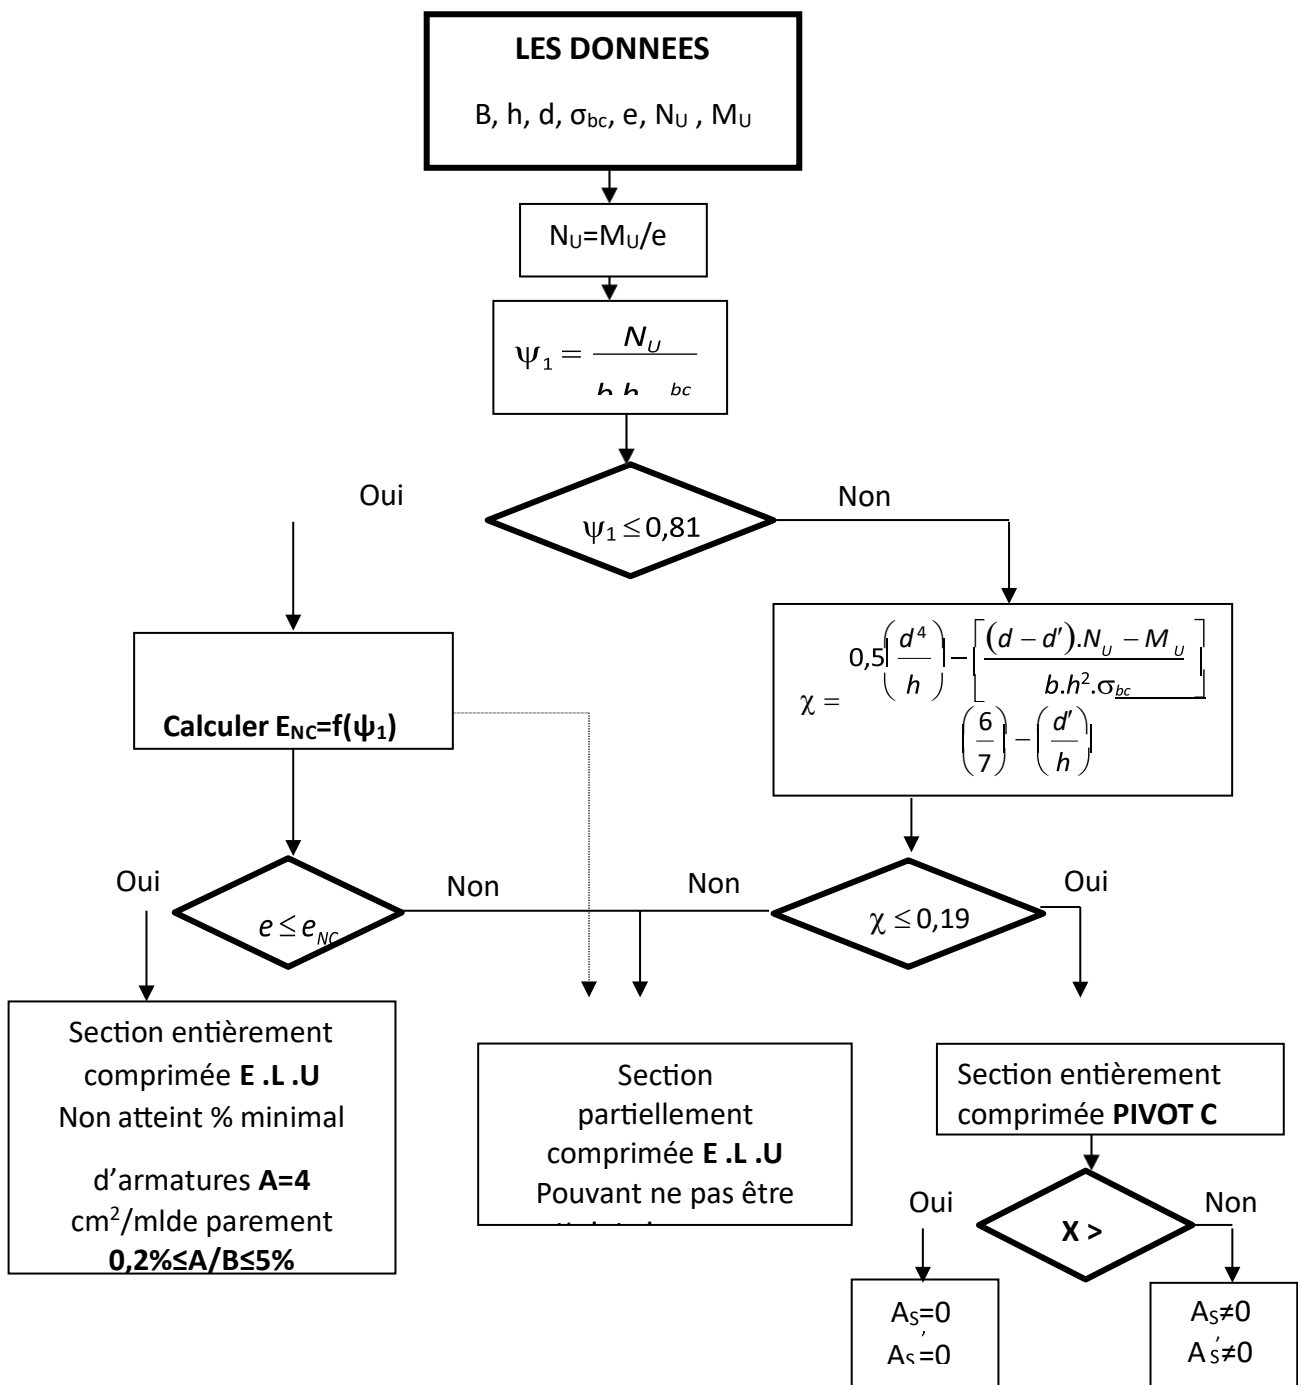 LES DONNEES
B, h, d, σbc, e, NU , MU
NU=MU/e
ψ1 = NU
b h bc
Oui
ψ1 ≤ 0,81
Non
Calculer ENC=f(ψ1)
χ = 0,5(d4/h) − [(d − d′).NU − MU / b.h2.σbc]
(6/7) − (d′/h)
Oui
e ≤ eNC
Non
Non
χ ≤ 0,19
Oui
Section entièrement
comprimée E .L .U
Non atteint % minimal
d’armatures A=4
cm2/mlde parement
0,2%≤A/B≤5%
Section
partiellement
comprimée E .L .U
Pouvant ne pas être
Section entièrement
comprimée PIVOT C
Oui
X >
Non
AS=0
AS'=0
AS≠0
AS'≠0